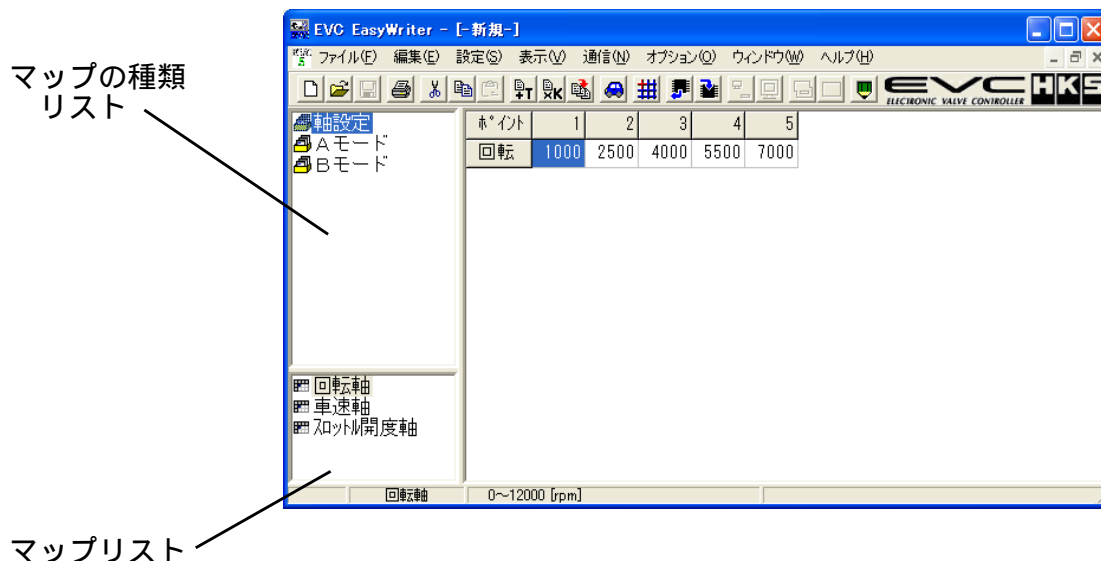 EVC EasyWriter - [-新規-]
ファイル(F) 編集(E) 設定(S) 表示(V) 通信(N) オプション(O) ウィンドウ(W) ヘルプ(H)
EVC HKS
ELECTRONIC VALVE CONTROLLER
マップの種類
リスト
軸設定
Aモード
Bモード
ポイント 1 2 3 4 5
回転 1000 2500 4000 5500 7000
回転軸
車速軸
スロットル開度軸
回転軸 0～12000 [rpm]
マップリスト